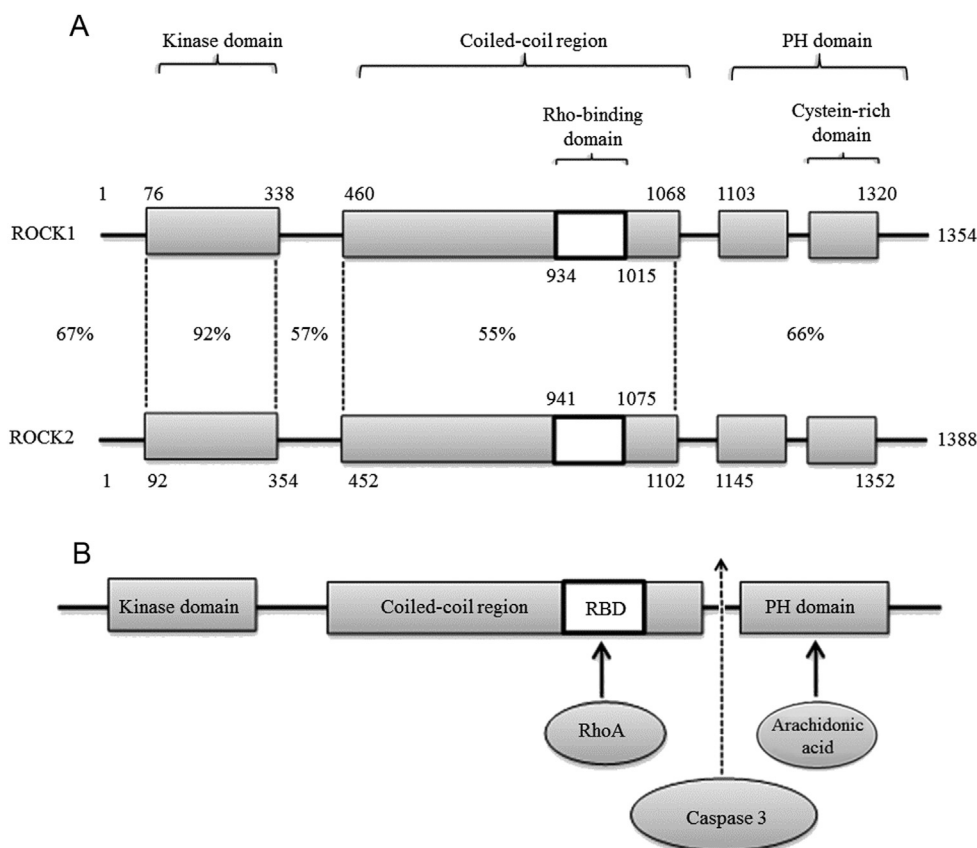 A
Kinase domain
Coiled-coil region
PH domain
Rho-binding
domain
Cystein-rich
domain
1 76 338 460 1068 1103 1320
ROCK1
1354
934 1015
67% 92% 57% 55% 66%
941 1075
ROCK2
1388
1 92 354 452 1102 1145 1352
B
Kinase domain
Coiled-coil region
RBD
PH domain
RhoA
Arachidonic
acid
Caspase 3